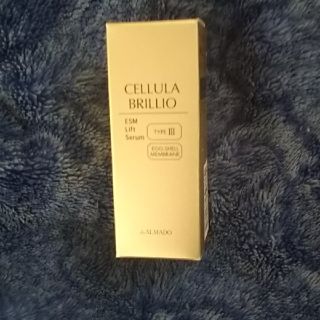 CELLULA
BRILLIO
ESM
Lift
Serum
TYPE III
EGG SHELL
MEMBRANE
ALMADO